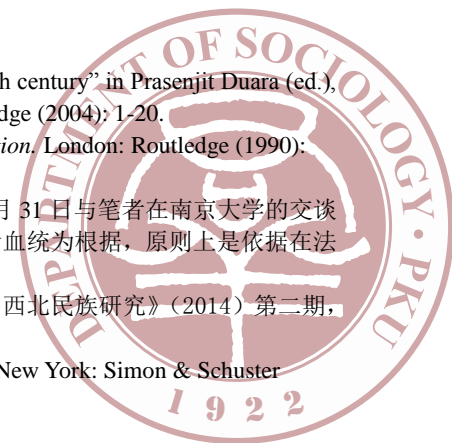 h century” in Prasenjit Duara (ed.),
dge (2004): 1-20.
tion. London: Routledge (1990):
月 31 日与笔者在南京大学的交谈
血统为根据，原则上是依据在法
西北民族研究》（2014）第二期，
New York: Simon & Schuster
DEPARTMENT OF SOCIOLOGY · PKU
1922